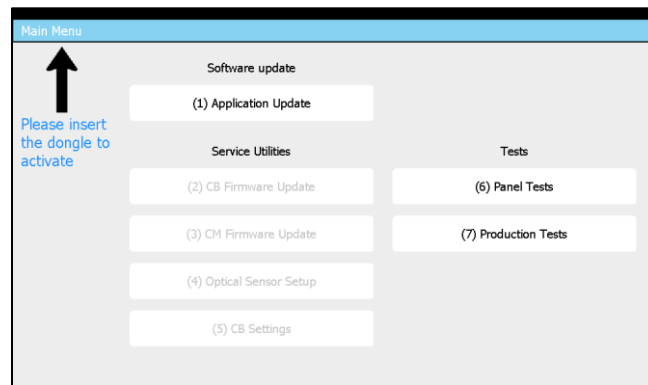 Main Menu
Please insert
the dongle to
activate
Software update
(1) Application Update
Service Utilities
(2) CB Firmware Update
(3) CM Firmware Update
(4) Optical Sensor Setup
(5) CB Settings
Tests
(6) Panel Tests
(7) Production Tests